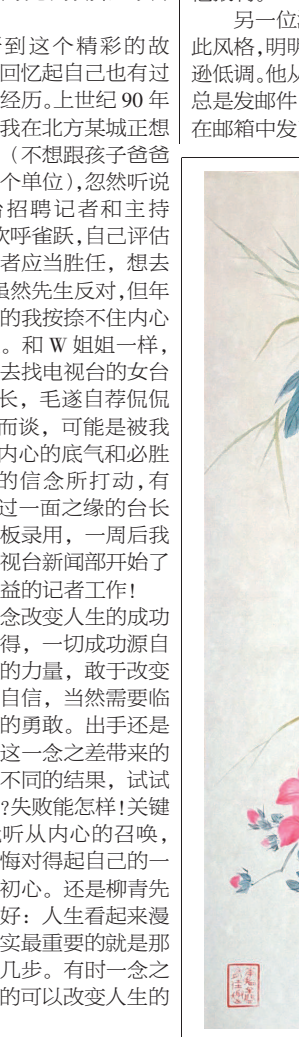 到这个精彩的故
回忆起自己也有过
经历。上世纪 90 年
我在北方某城正想
（不想跟孩子爸爸
个单位），忽然听说
招聘记者和主持
呼雀跃，自己评估
者应当胜任，想去
然先生反对，但年
的我按捺不住内心
。和 W 姐姐一样，
去找电视台的女台
长，毛遂自荐侃侃
而谈，可能是被我
内心的底气和必胜
的信念所打动，有
过一面之缘的台长
板录用，一周后我
视台新闻部开始了
益的记者工作！
念改变人生的成功
得，一切成功源自
的力量，敢于改变
自信，当然需要临
的勇敢。出手还是
这一念之差带来的
不同的结果，试试
？失败能怎样！关键
听从内心的召唤，
悔对得起自己的一
初心。还是柳青先
好：人生看起来漫
实最重要的就是那
几步。有时一念之
的可以改变人生的
另一位
此风格，明明
逊低调。他从
总是发邮件
在邮箱中发